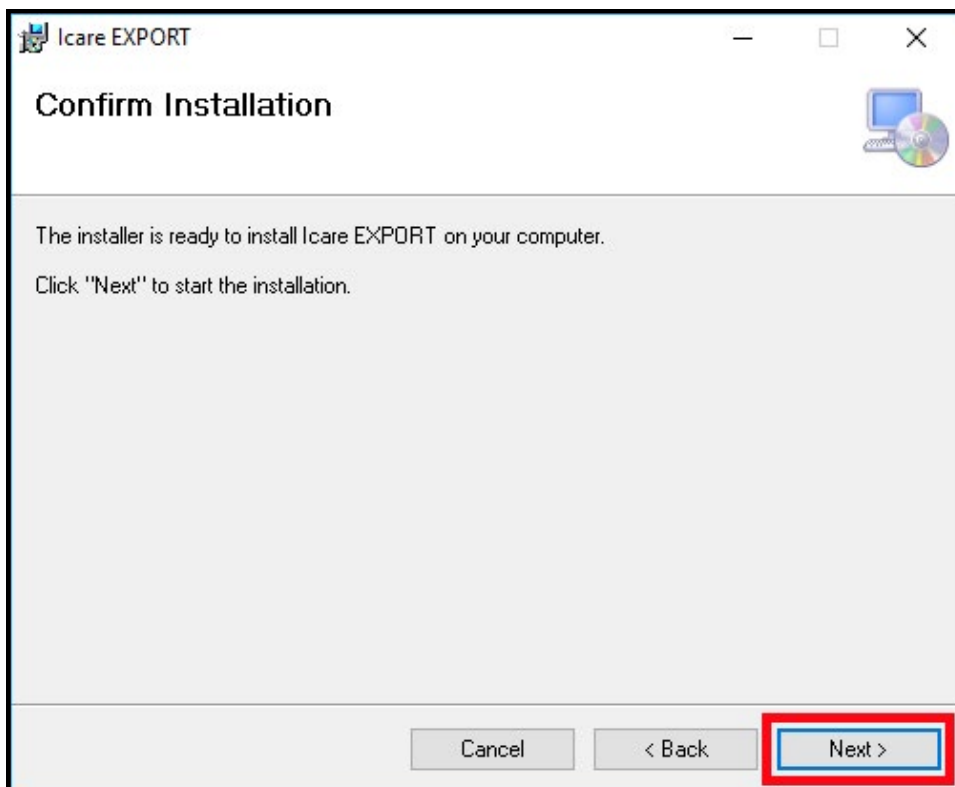 Icare EXPORT
Confirm Installation
The installer is ready to install Icare EXPORT on your computer.
Click "Next" to start the installation.
Cancel
< Back
Next >